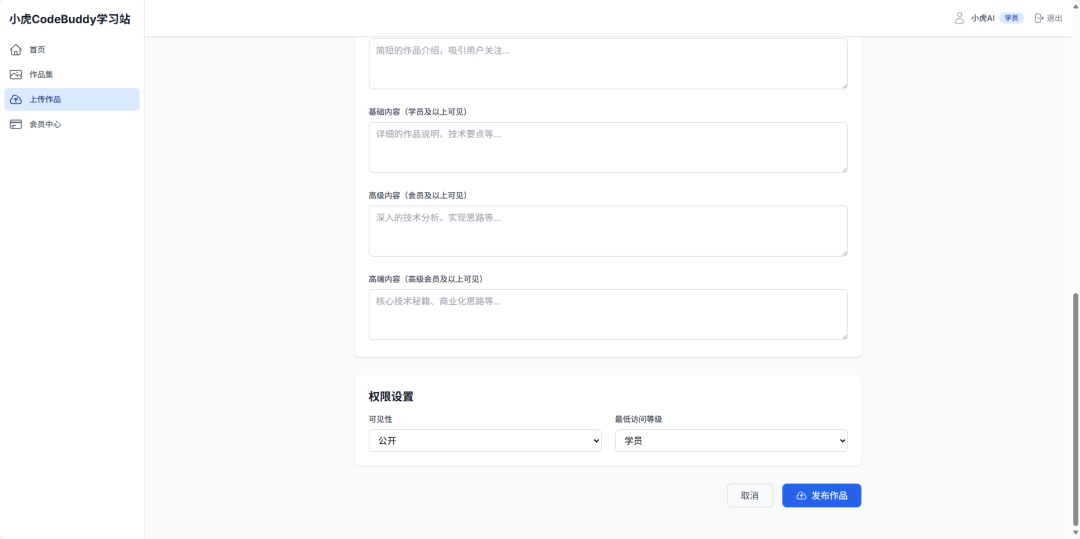 小虎CodeBuddy学习站
小虎AI 学员 退出
首页
作品集
上传作品
会员中心
简短的作品介绍，吸引用户关注...
基础内容（学员及以上可见）
详细的作品说明、技术要点等...
高级内容（会员及以上可见）
深入的技术分析、实现思路等...
高端内容（高级会员及以上可见）
核心技术秘籍、商业化思路等...
权限设置
可见性 最低访问等级
公开 学员
取消 发布作品